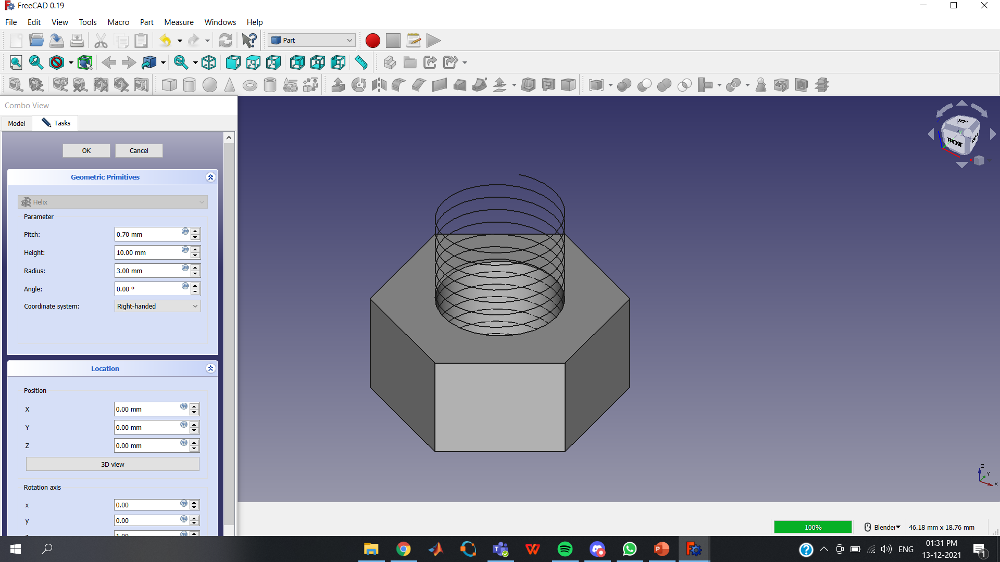 FreeCAD 0.19
File Edit View Tools Macro Part Measure Windows Help
Part
Combo View
Model Tasks
OK Cancel
Geometric Primitives
Helix
Parameter
Pitch: 0.70 mm
Height: 10.00 mm
Radius: 3.00 mm
Angle: 0.00 °
Coordinate system: Right-handed
Location
Position
X 0.00 mm
Y 0.00 mm
Z 0.00 mm
3D view
Rotation axis
x 0.00
y 0.00
z 1.00
TOP
FRONT
Z
Z
Y
X
100% Blender 46.18 mm x 18.76 mm
ENG 01:31 PM
13-12-2021
1